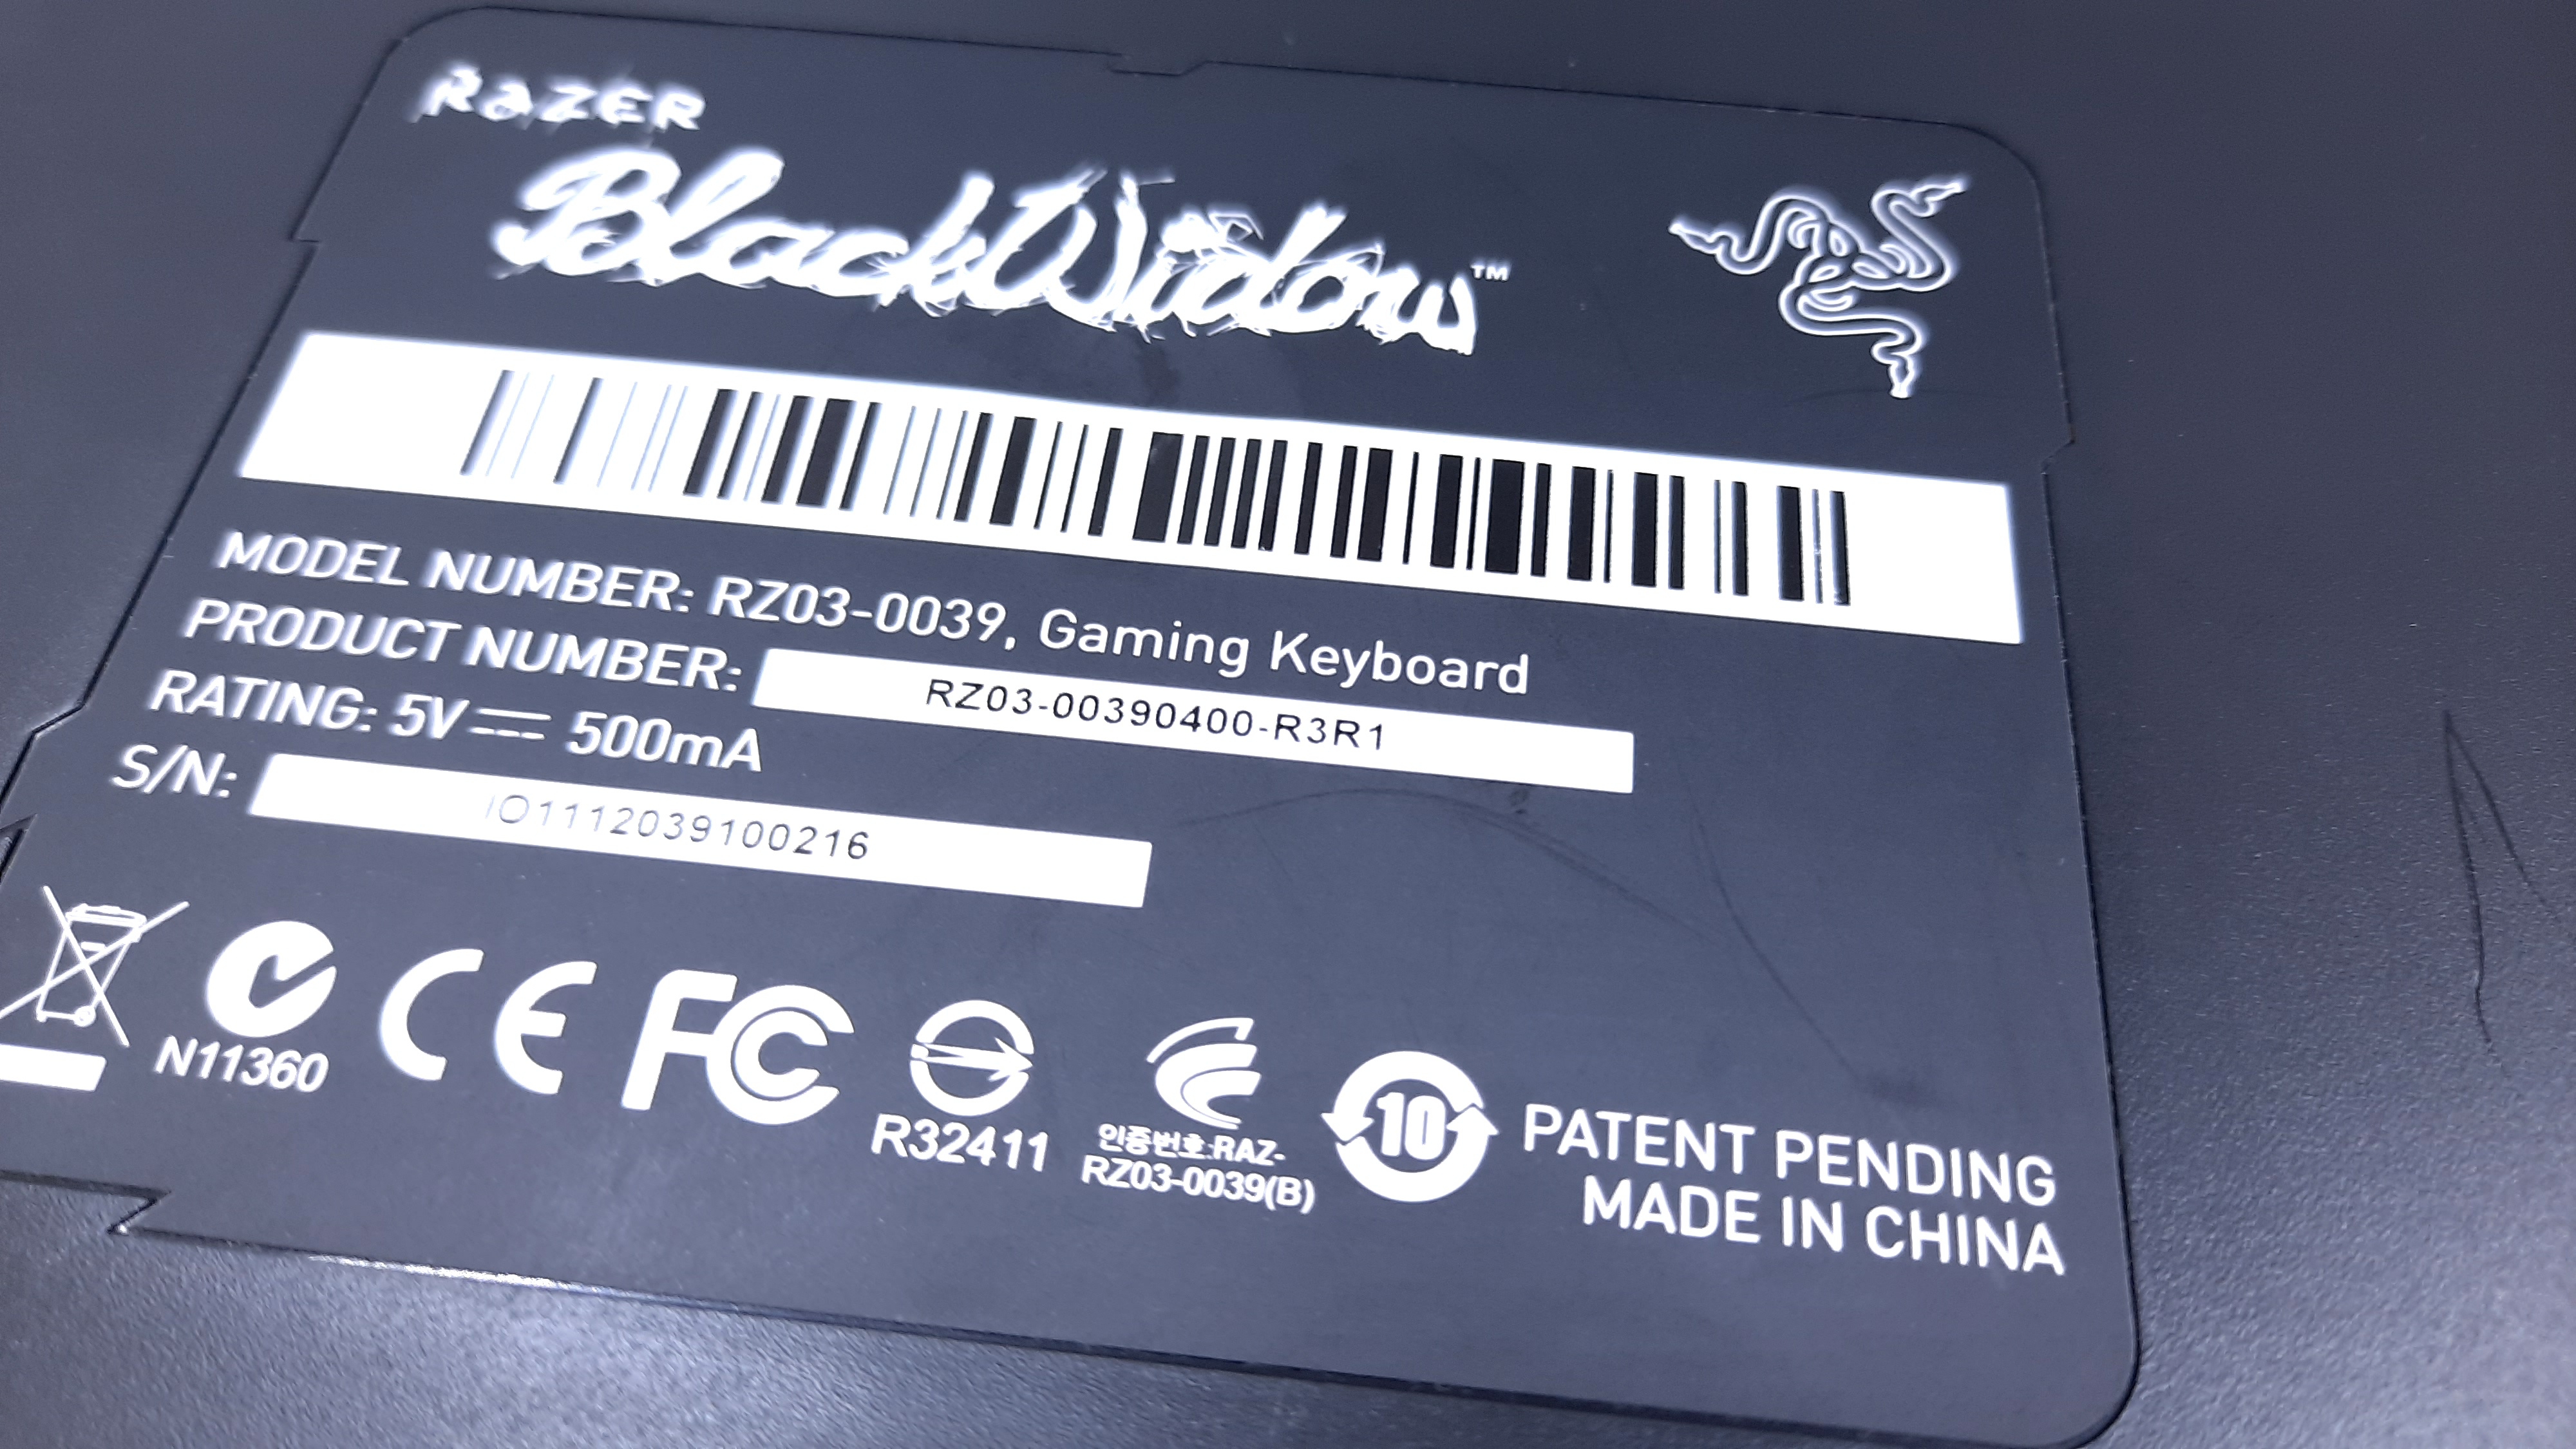 RAZER
BlackWidow™
MODEL NUMBER: RZ03-0039, Gaming Keyboard
PRODUCT NUMBER: RZ03-00390400-R3R1
RATING: 5V⎓ 500mA
S/N: IO1112039100216
N11360
CE
FC
R32411
인증번호:RAZ-
RZ03-0039(B)
10
PATENT PENDING
MADE IN CHINA